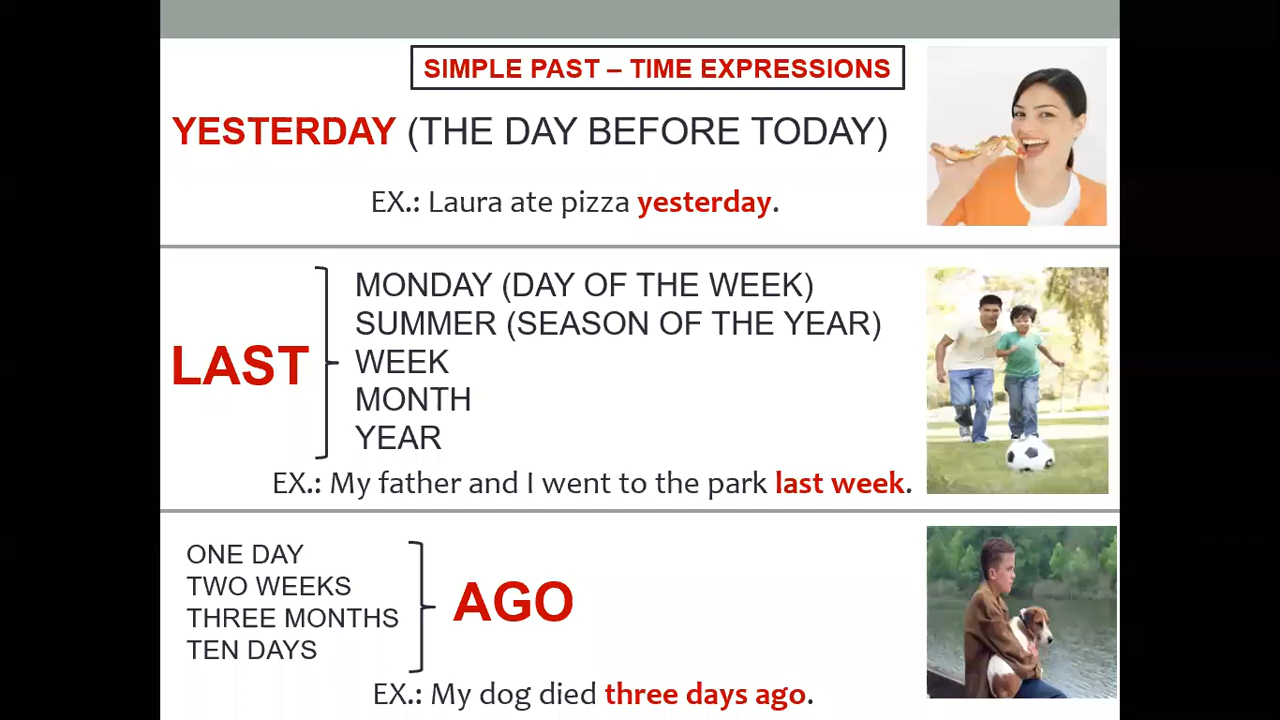 SIMPLE PAST – TIME EXPRESSIONS
YESTERDAY (THE DAY BEFORE TODAY)
EX.: Laura ate pizza yesterday.
LAST
MONDAY (DAY OF THE WEEK)
SUMMER (SEASON OF THE YEAR)
WEEK
MONTH
YEAR
EX.: My father and I went to the park last week.
ONE DAY
TWO WEEKS
THREE MONTHS
TEN DAYS
AGO
EX.: My dog died three days ago.